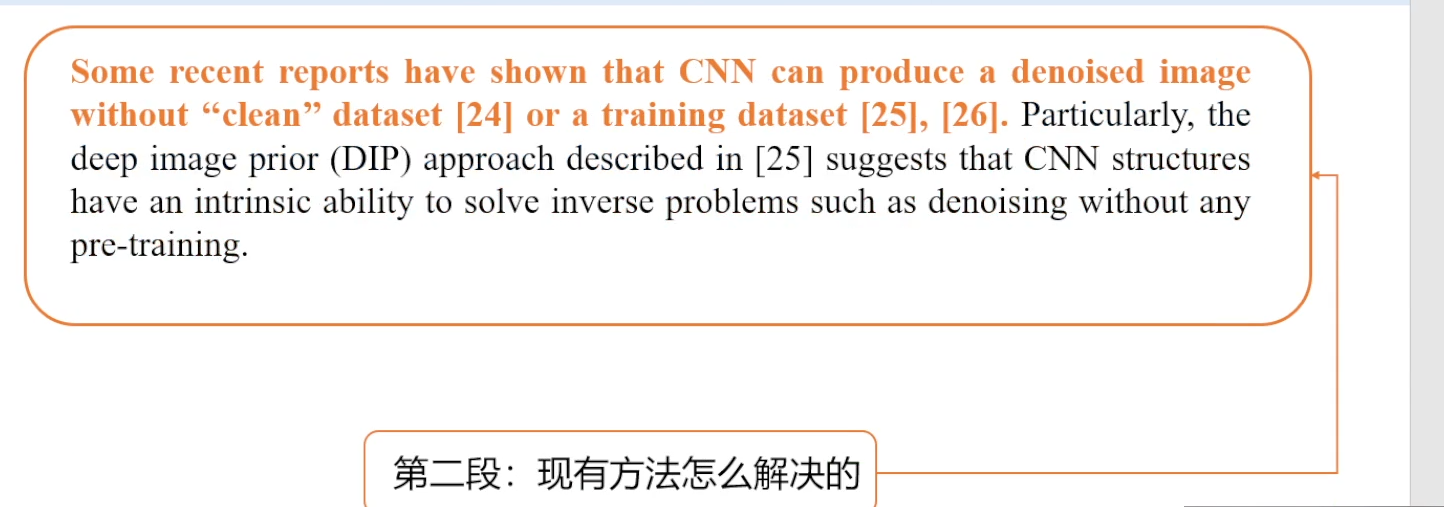 Some recent reports have shown that CNN can produce a denoised image
without “clean” dataset [24] or a training dataset [25], [26]. Particularly, the
deep image prior (DIP) approach described in [25] suggests that CNN structures
have an intrinsic ability to solve inverse problems such as denoising without any
pre-training.
第二段：现有方法怎么解决的